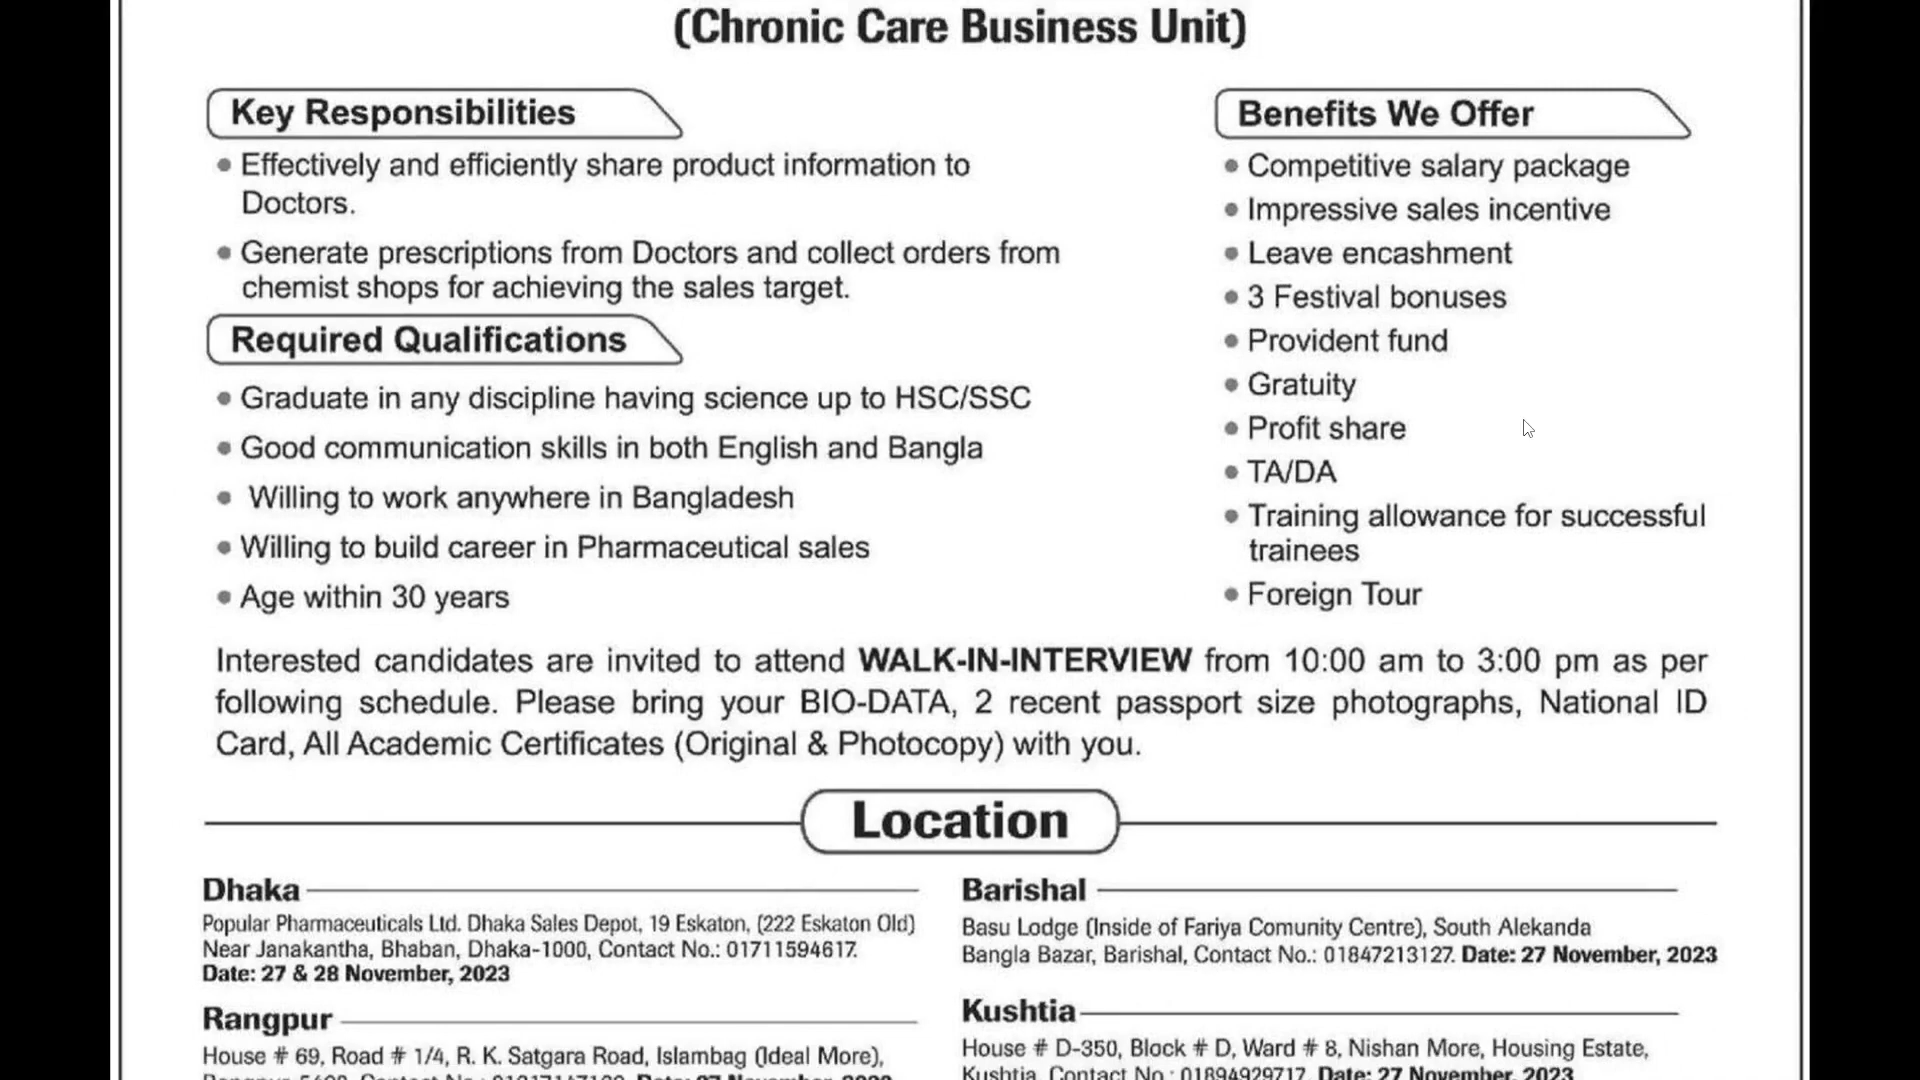 (Chronic Care Business Unit)
Key Responsibilities
• Effectively and efficiently share product information to
Doctors.
• Generate prescriptions from Doctors and collect orders from
chemist shops for achieving the sales target.
Required Qualifications
• Graduate in any discipline having science up to HSC/SSC
• Good communication skills in both English and Bangla
• Willing to work anywhere in Bangladesh
• Willing to build career in Pharmaceutical sales
• Age within 30 years
Benefits We Offer
• Competitive salary package
• Impressive sales incentive
• Leave encashment
• 3 Festival bonuses
• Provident fund
• Gratuity
• Profit share
• TA/DA
• Training allowance for successful
trainees
• Foreign Tour
Interested candidates are invited to attend WALK-IN-INTERVIEW from 10:00 am to 3:00 pm as per
following schedule. Please bring your BIO-DATA, 2 recent passport size photographs, National ID
Card, All Academic Certificates (Original & Photocopy) with you.
Location
Dhaka
Popular Pharmaceuticals Ltd. Dhaka Sales Depot, 19 Eskaton, (222 Eskaton Old)
Near Janakantha, Bhaban, Dhaka-1000, Contact No.: 01711594617.
Date: 27 & 28 November, 2023
Rangpur
House # 69, Road # 1/4, R. K. Satgara Road, Islambag (Ideal More),
Barishal
Basu Lodge (Inside of Fariya Comunity Centre), South Alekanda
Bangla Bazar, Barishal, Contact No.: 01847213127. Date: 27 November, 2023
Kushtia
House # D-350, Block # D, Ward # 8, Nishan More, Housing Estate,
Kushtia, Contact No.: 01894929717. Date: 27 November, 2023